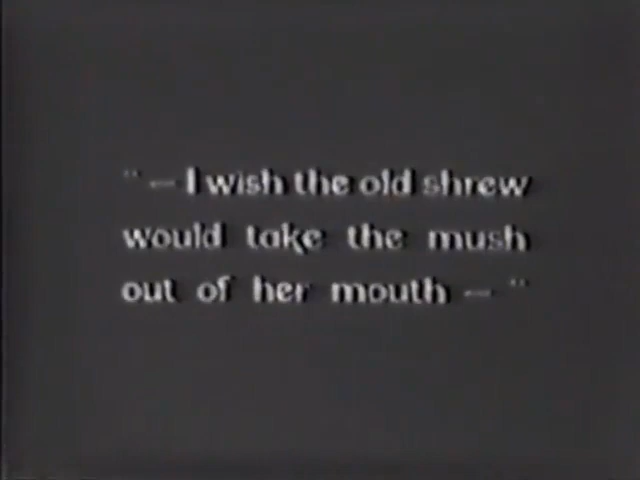 "— I wish the old shrew
would take the mush
out of her mouth — "